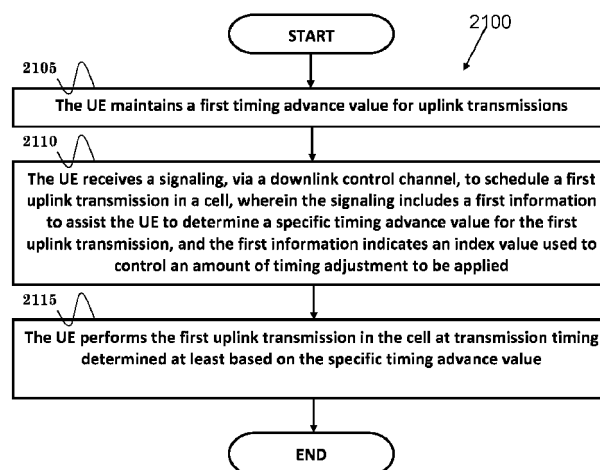 START
2100
2105
The UE maintains a first timing advance value for uplink transmissions
2110
The UE receives a signaling, via a downlink control channel, to schedule a first
uplink transmission in a cell, wherein the signaling includes a first information
to assist the UE to determine a specific timing advance value for the first
uplink transmission, and the first information indicates an index value used to
control an amount of timing adjustment to be applied
2115
The UE performs the first uplink transmission in the cell at transmission timing
determined at least based on the specific timing advance value
END